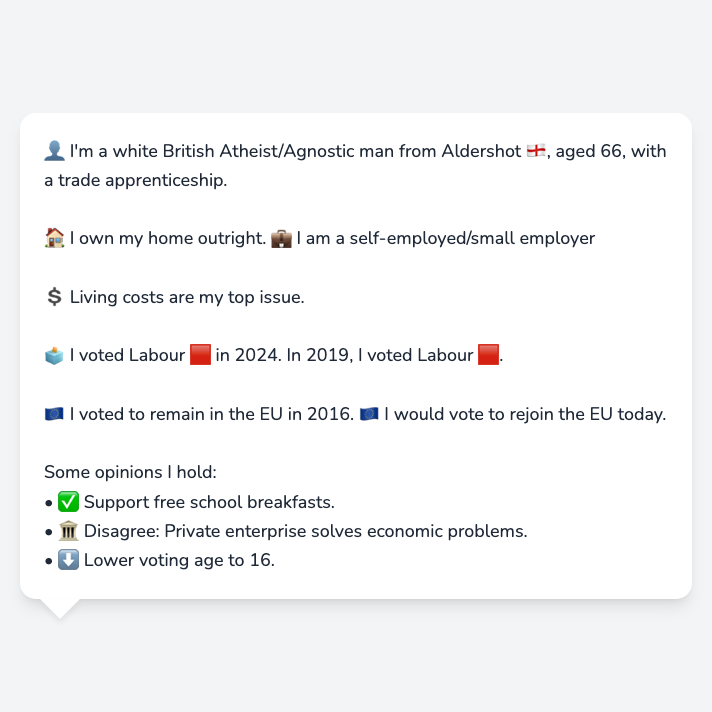 👤 I'm a white British Atheist/Agnostic man from Aldershot 🏴󠁧󠁢󠁥󠁮󠁧󠁿, aged 66, with
a trade apprenticeship.
🏠 I own my home outright. 💼 I am a self-employed/small employer
💲 Living costs are my top issue.
🗳️ I voted Labour 🟥 in 2024. In 2019, I voted Labour 🟥.
🇪🇺 I voted to remain in the EU in 2016. 🇪🇺 I would vote to rejoin the EU today.
Some opinions I hold:
• ✅ Support free school breakfasts.
• 🏛️ Disagree: Private enterprise solves economic problems.
• ⬇️ Lower voting age to 16.